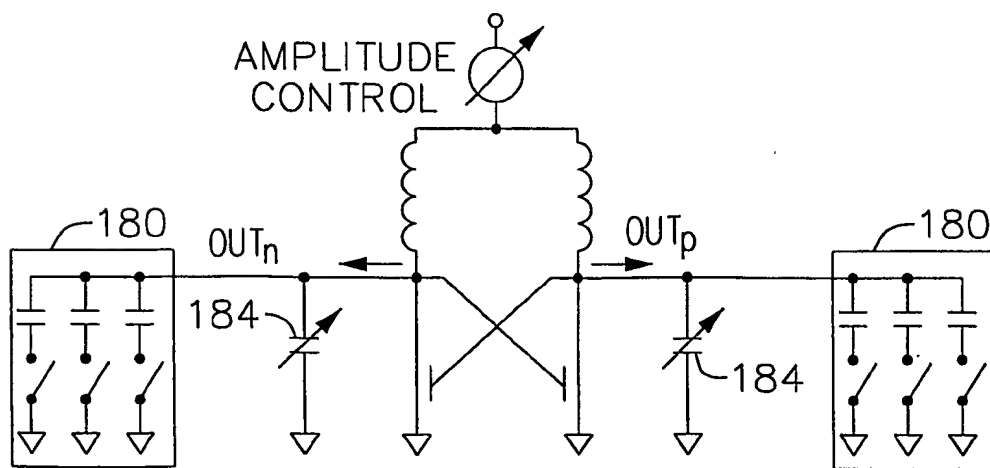 AMPLITUDE
CONTROL
180
OUTn
OUTp
180
184
184